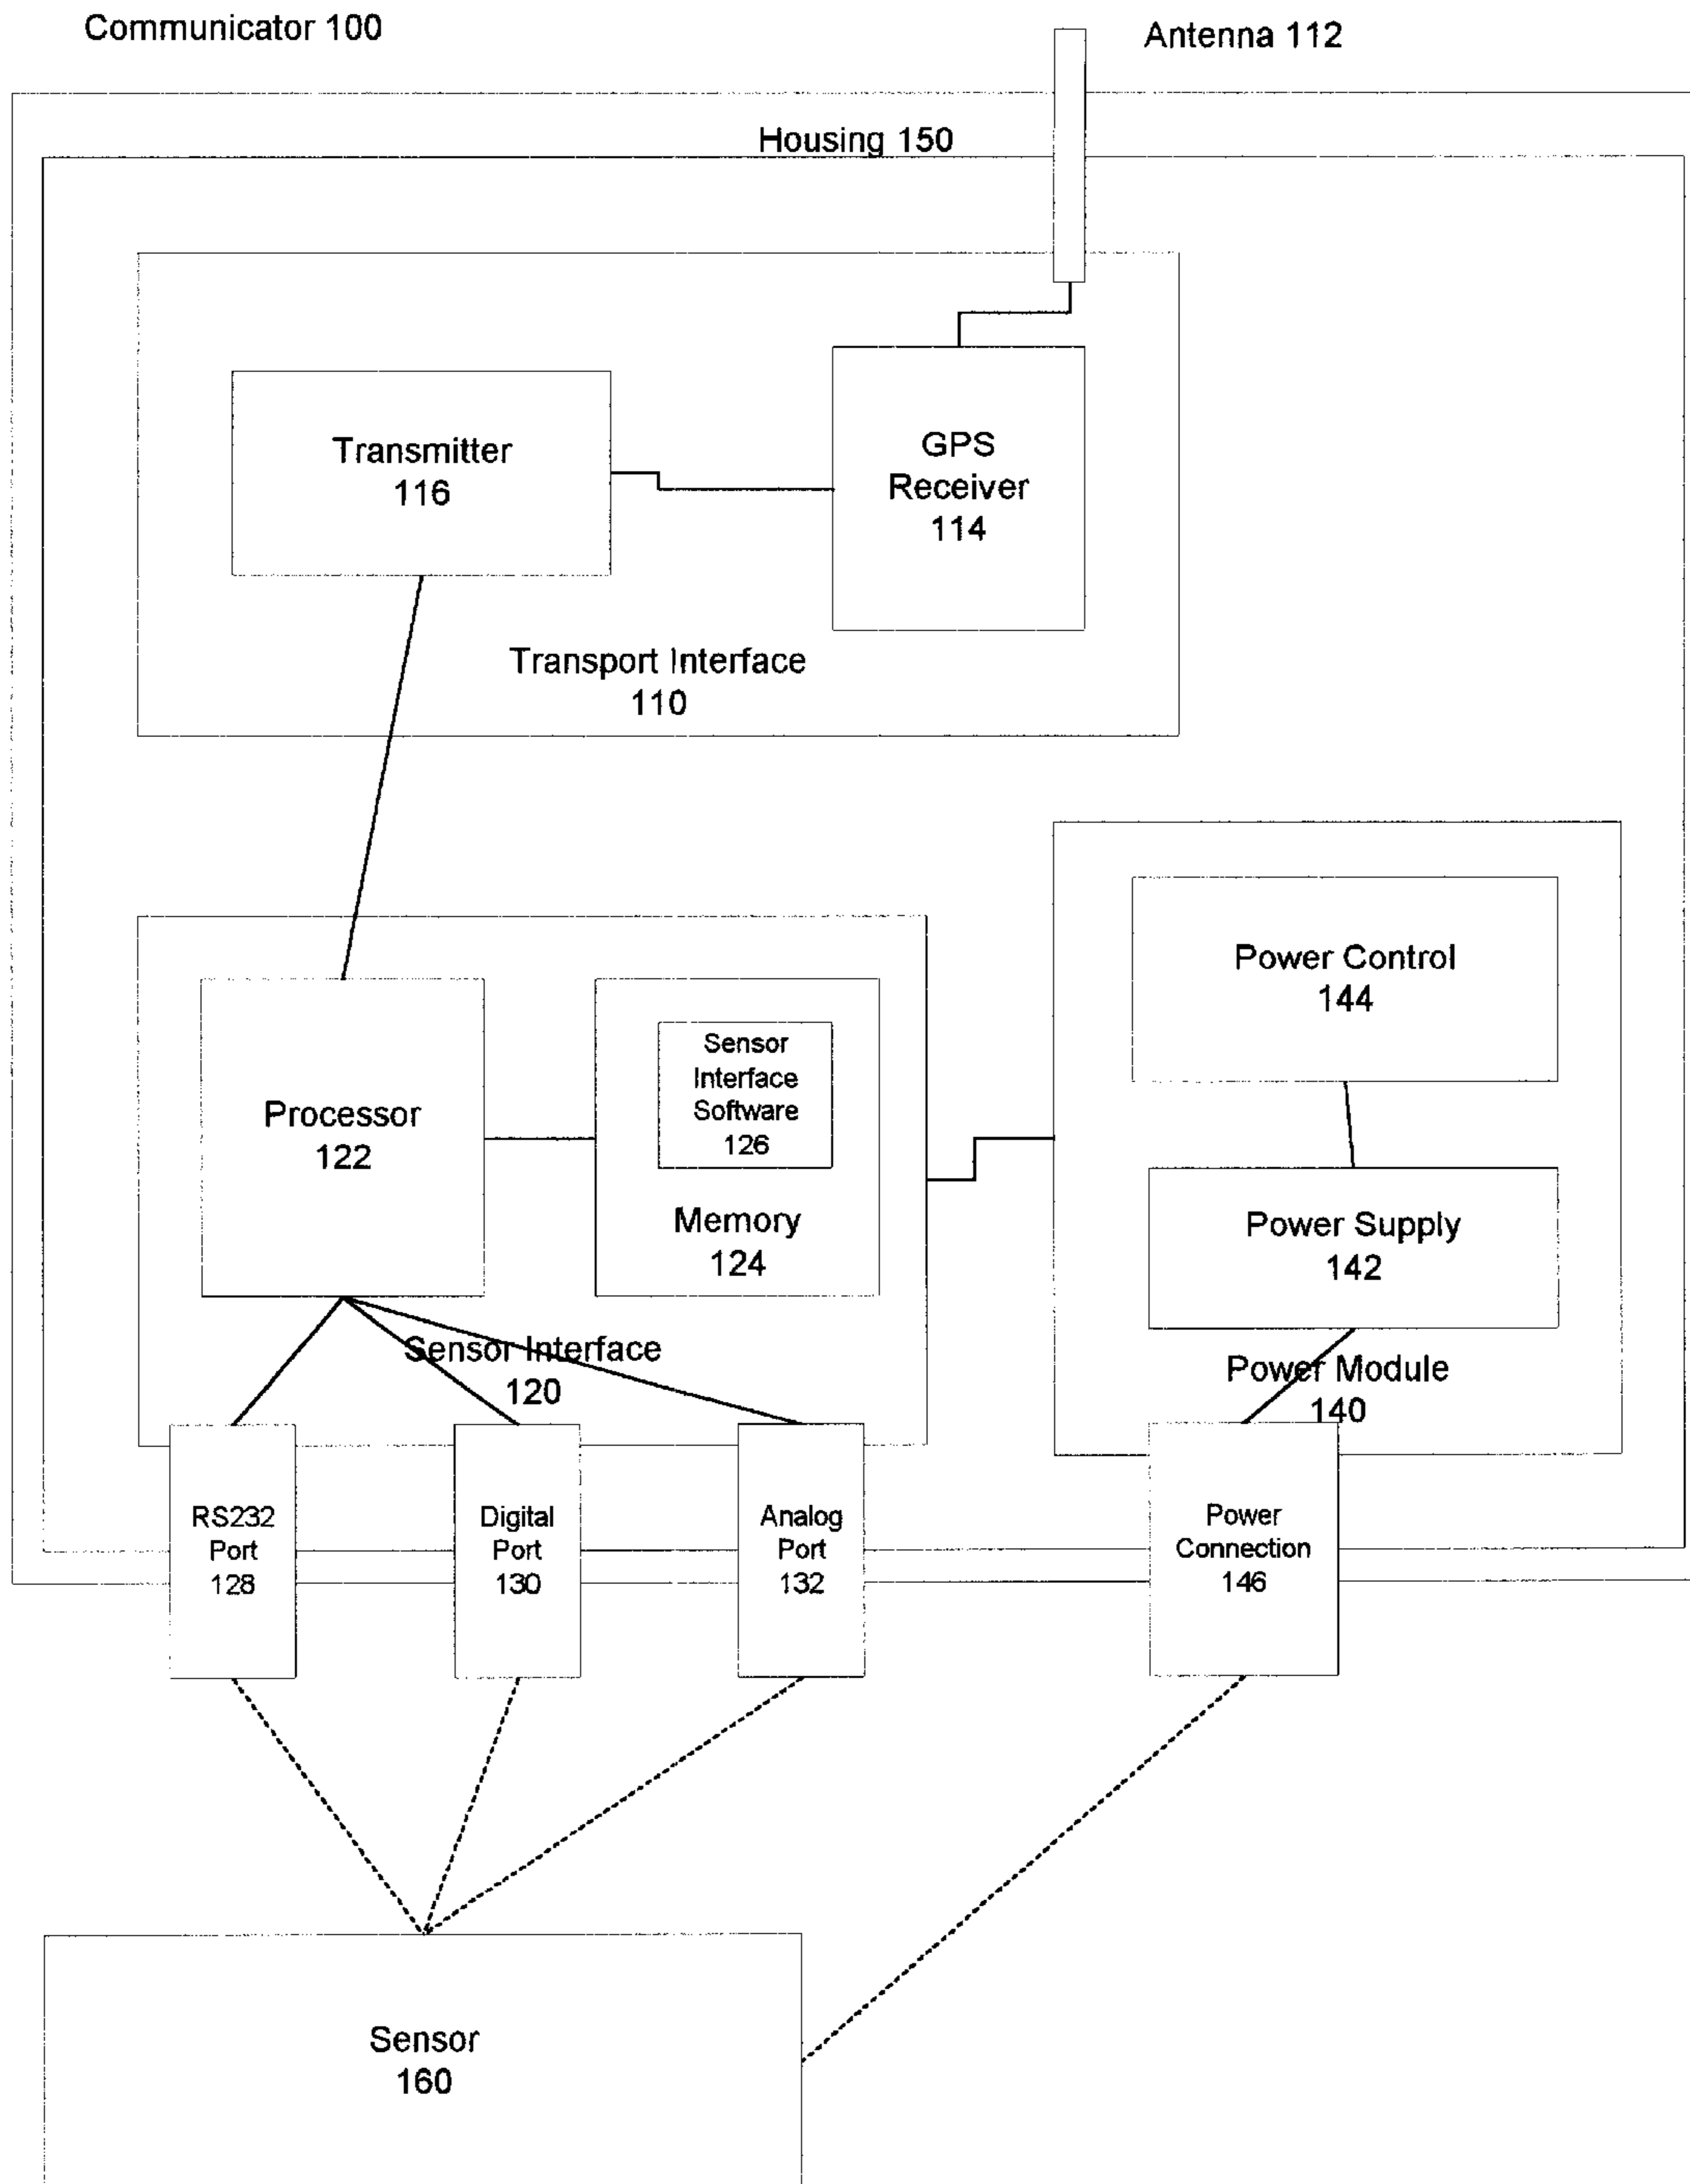 Communicator 100
Antenna 112
Housing 150
Transmitter
116
GPS
Receiver
114
Transport Interface
110
Power Control
144
Processor
122
Sensor
Interface
Software
126
Memory
124
Power Supply
142
Sensor Interface
120
Power Module
140
RS232
Port
128
Digital
Port
130
Analog
Port
132
Power
Connection
146
Sensor
160